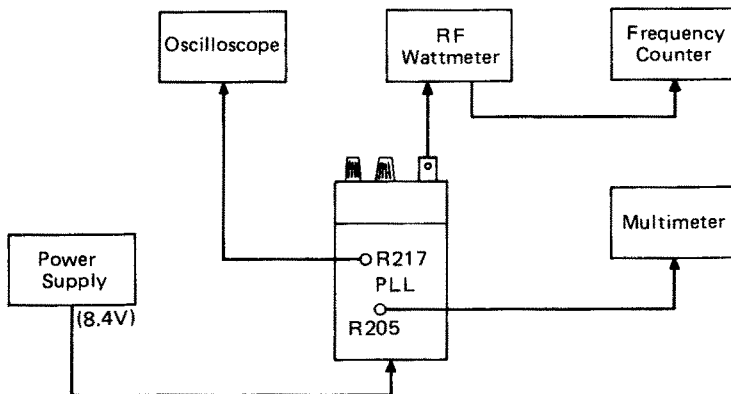 Oscilloscope
RF
Wattmeter
Frequency
Counter
Power
Supply
(8.4V)
R217
PLL
R205
Multimeter